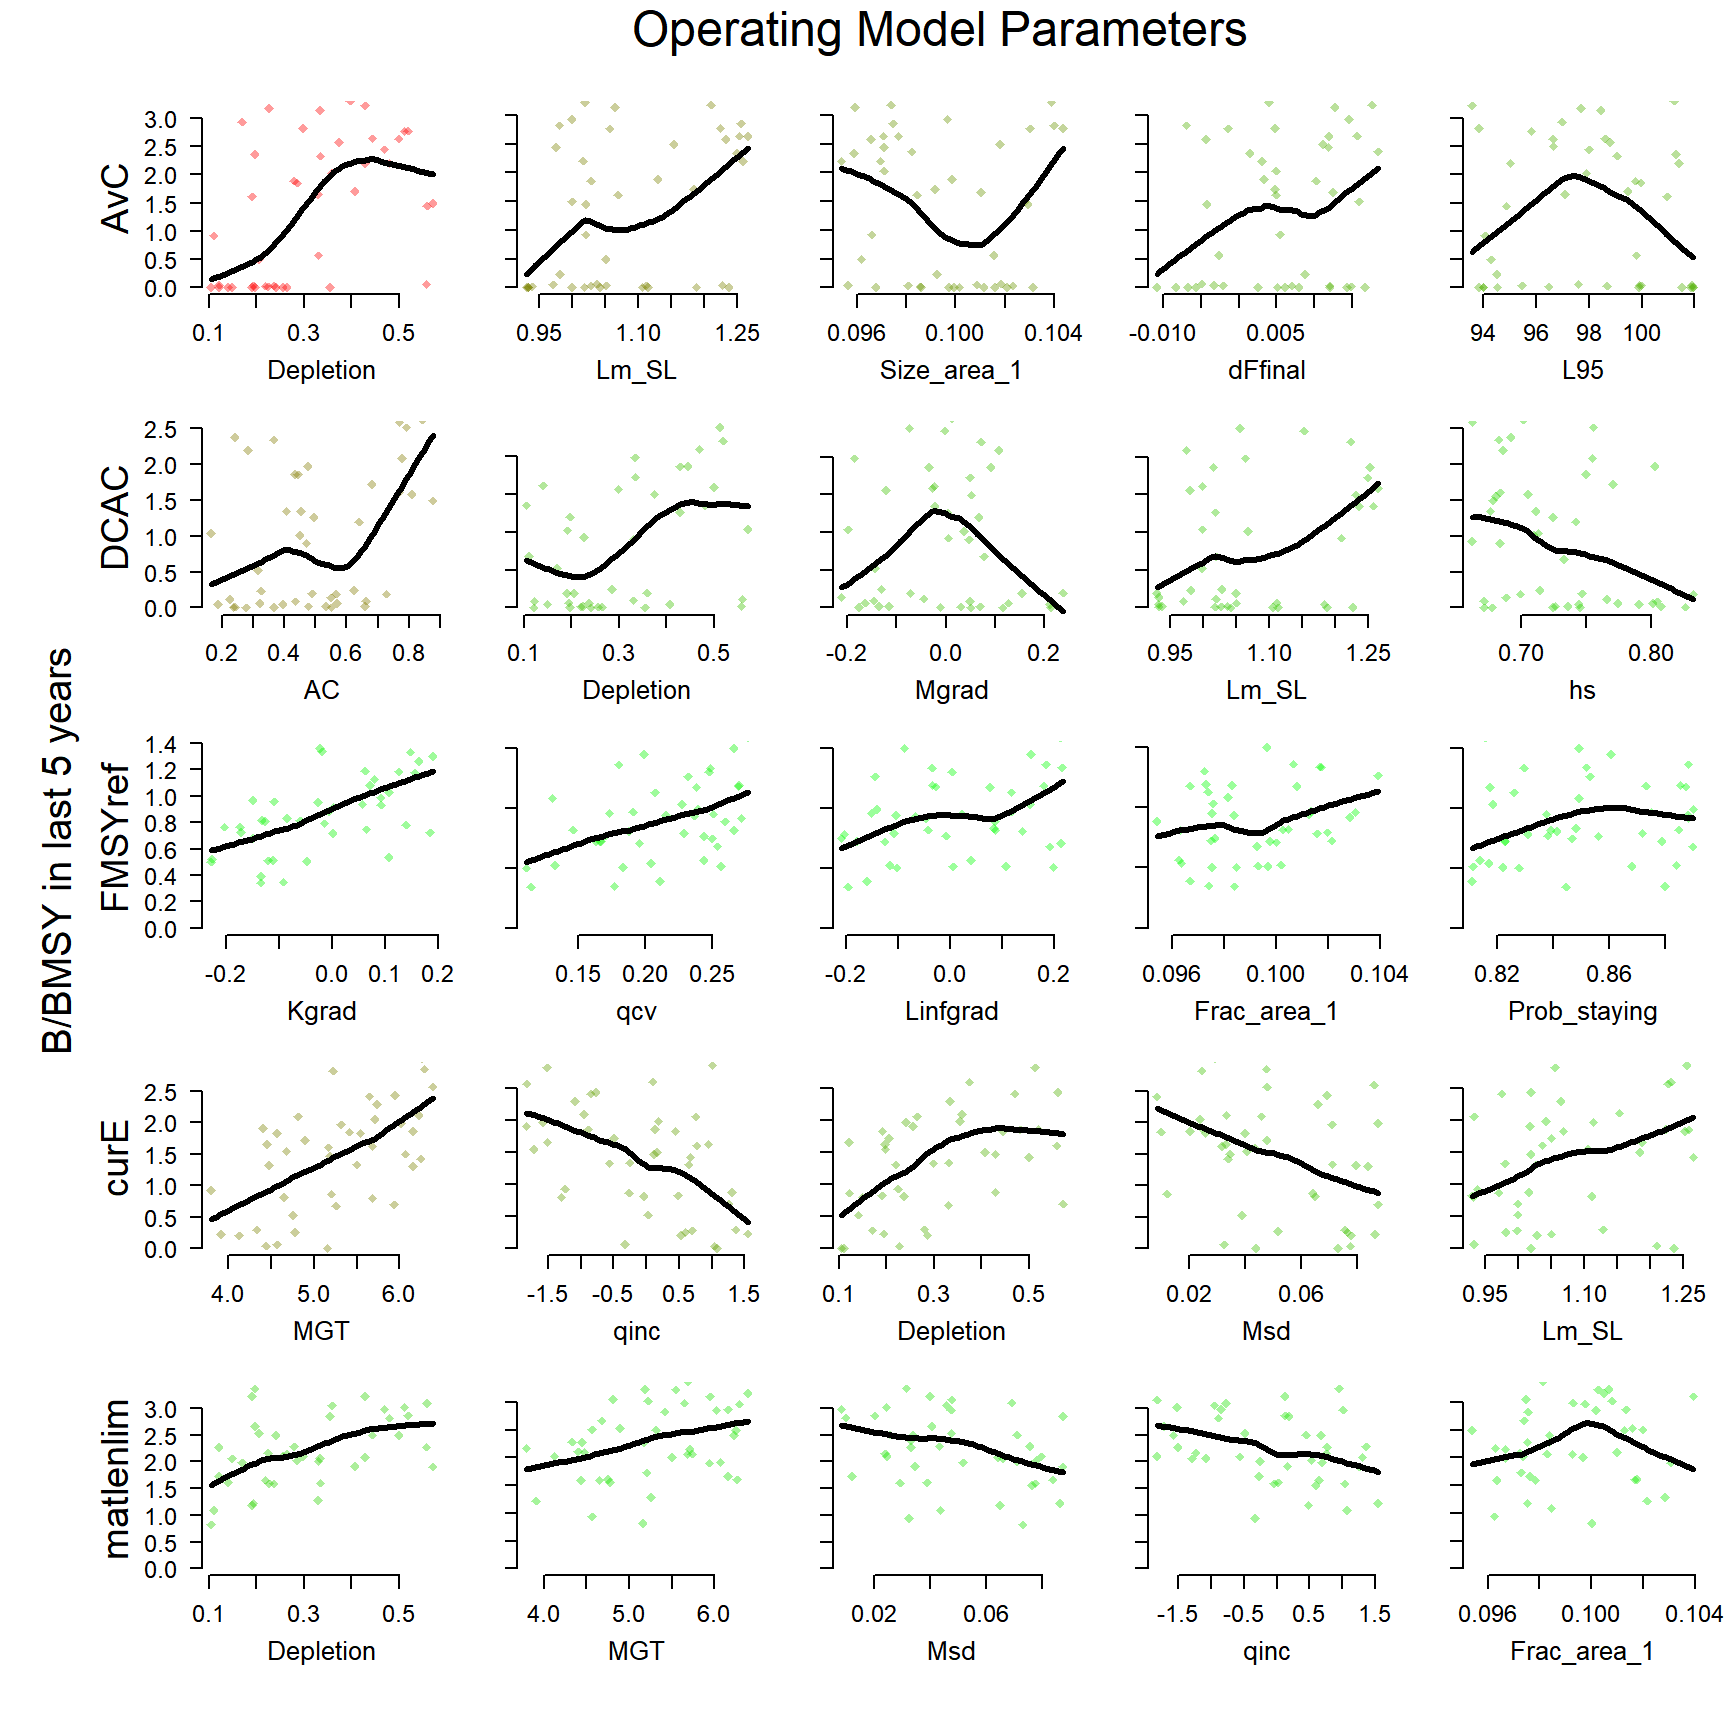 Operating Model Parameters
B/BMSY in last 5 years
AvC
3.0
2.5
2.0
1.5
1.0
0.5
0.0
0.1 0.3 0.5
0.95 1.10 1.25
0.096 0.100 0.104
-0.010 0.005
94 96 98 100
Depletion
Lm_SL
Size_area_1
dFfinal
L95
DCAC
2.5
2.0
1.5
1.0
0.5
0.0
0.2 0.4 0.6 0.8
0.1 0.3 0.5
-0.2 0.0 0.2
0.95 1.10 1.25
0.70 0.80
AC
Depletion
Mgrad
Lm_SL
hs
FMSYref
1.4
1.2
1.0
0.8
0.6
0.4
0.2
0.0
-0.2 0.0 0.1 0.2
0.15 0.20 0.25
-0.2 0.0 0.2
0.096 0.100 0.104
0.82 0.86
Kgrad
qcv
Linfgrad
Frac_area_1
Prob_staying
curE
2.5
2.0
1.5
1.0
0.5
0.0
4.0 5.0 6.0
-1.5 -0.5 0.5 1.5
0.1 0.3 0.5
0.02 0.06
0.95 1.10 1.25
MGT
qinc
Depletion
Msd
Lm_SL
matlenlim
3.0
2.5
2.0
1.5
1.0
0.5
0.0
0.1 0.3 0.5
4.0 5.0 6.0
0.02 0.06
-1.5 -0.5 0.5 1.5
0.096 0.100 0.104
Depletion
MGT
Msd
qinc
Frac_area_1